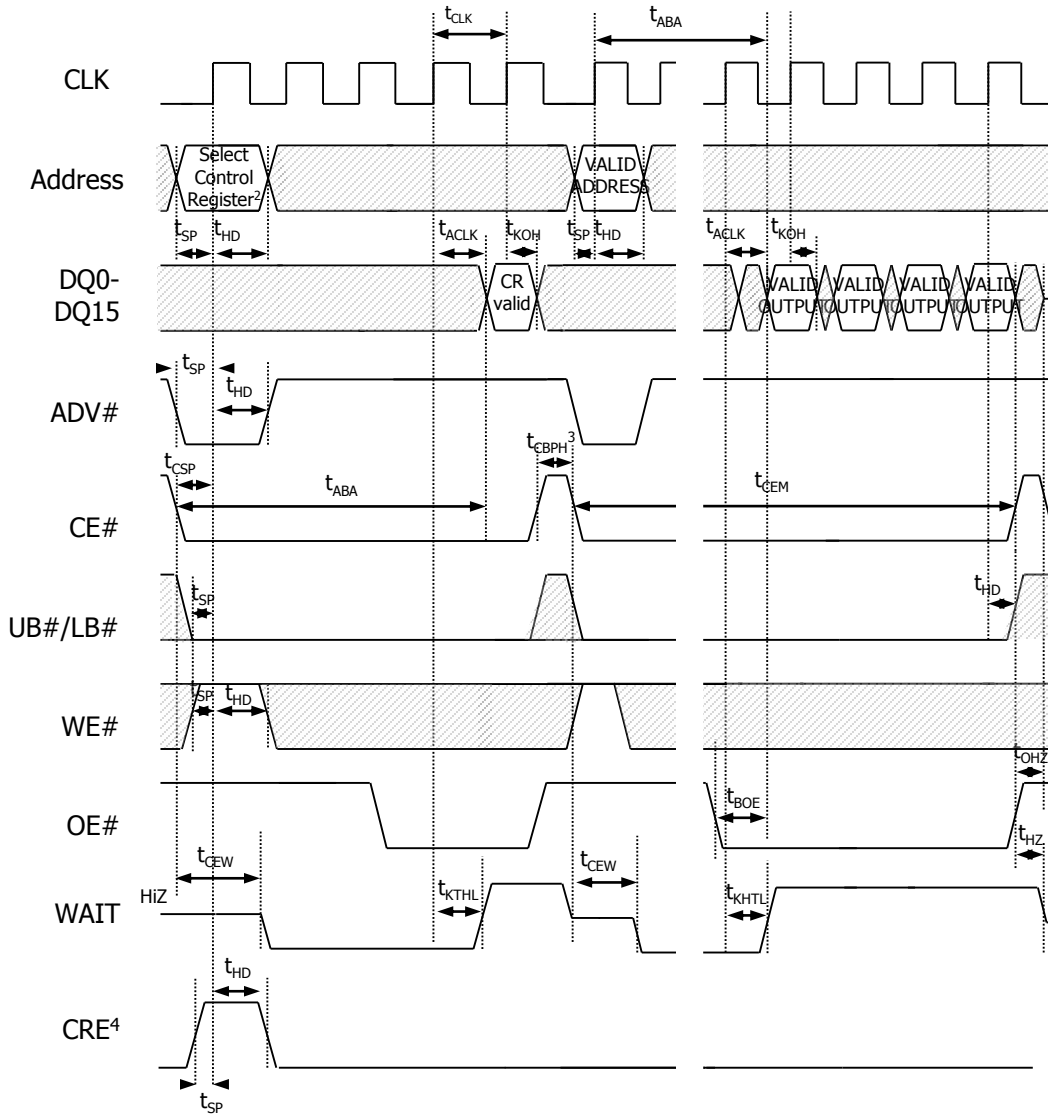 tCLK
tABA
CLK
Address
Select
Control
Register2
VALID
ADDRESS
tSP
tHD
tACLK
tKOH
tSP
tHD
tACLK
tKOH
DQ0-
DQ15
CR
valid
VALID
OUTPUT
VALID
OUTPUT
VALID
OUTPUT
VALID
OUTPUT
tSP
tHD
ADV#
tCBPH3
tCSP
tABA
tCEM
CE#
tSP
tHD
UB#/LB#
tSP
tHD
WE#
tOHZ
tBOE
OE#
tHZ
tCEW
tCEW
HiZ
WAIT
tKTHL
tKHTL
tHD
CRE4
tSP